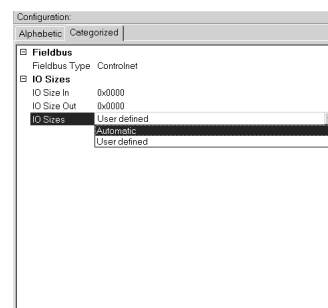 Configuration:
Alphabetic Categorized
Fieldbus
Fieldbus Type Controlnet
IO Sizes
IO Size In 0x0000
IO Size Out 0x0000
IO Sizes User defined
Automatic
User defined